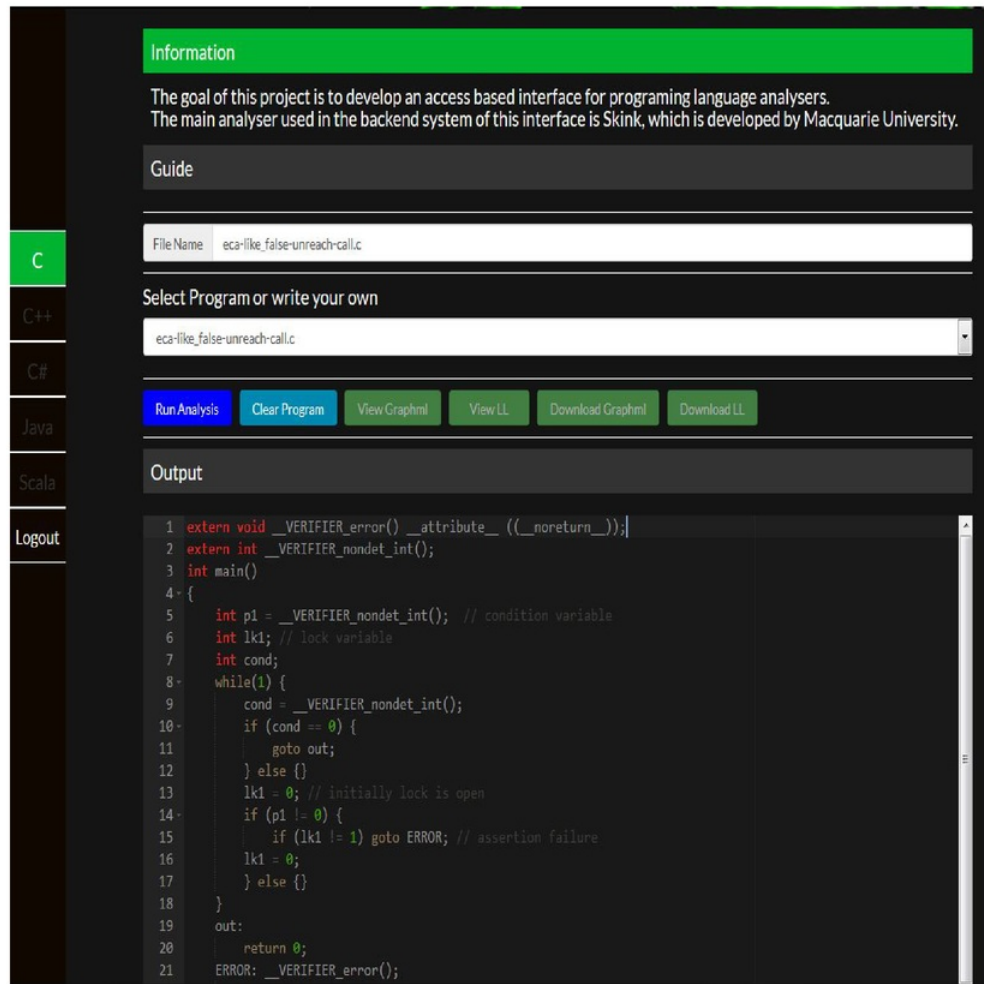 Information
The goal of this project is to develop an access based interface for programing language analysers.
The main analyser used in the backend system of this interface is Skink, which is developed by Macquarie University.
Guide
File Name eca-like_false-unreach-call.c
C
C++
C#
Java
Scala
Logout
Select Program or write your own
eca-like_false-unreach-call.c
Run Analysis Clear Program View Graphml View LL Download Graphml Download LL
Output
1 extern void __VERIFIER_error() __attribute__ ((__noreturn__));
2 extern int __VERIFIER_nondet_int();
3 int main()
4 {
5 int p1 = __VERIFIER_nondet_int(); // condition variable
6 int lk1; // lock variable
7 int cond;
8 while(1) {
9 cond = __VERIFIER_nondet_int();
10 if (cond == 0) {
11 goto out;
12 } else {}
13 lk1 = 0; // initially lock is open
14 if (p1 != 0) {
15 if (lk1 != 1) goto ERROR; // assertion failure
16 lk1 = 0;
17 } else {}
18 }
19 out:
20 return 0;
21 ERROR: __VERIFIER_error();